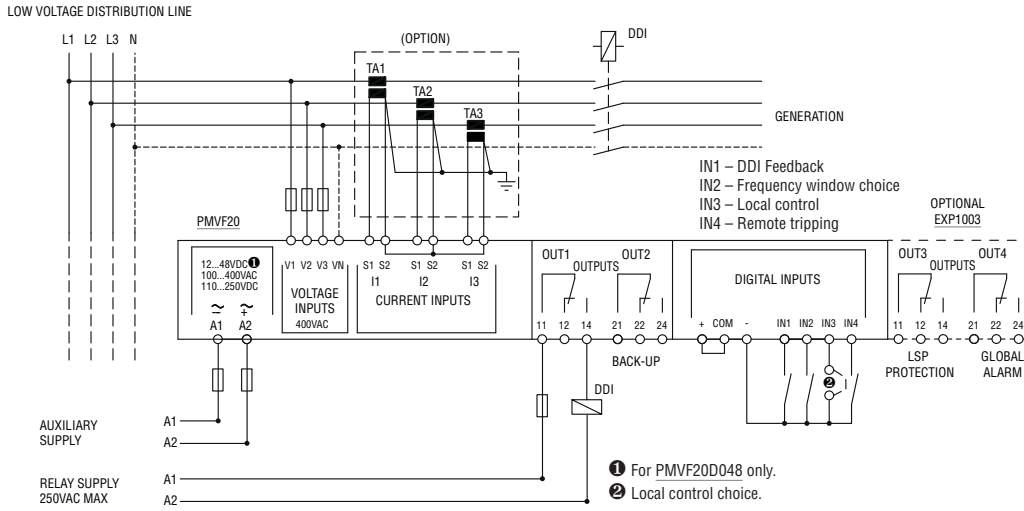 LOW VOLTAGE DISTRIBUTION LINE
L1 L2 L3 N
(OPTION)
DDI
TA1
TA2
TA3
GENERATION
IN1 – DDI Feedback
IN2 – Frequency window choice
IN3 – Local control
IN4 – Remote tripping
OPTIONAL
EXP1003
PMVF20
12...48VDC❶
100...400VAC
110...250VDC
A1 A2
V1 V2 V3 VN
VOLTAGE
INPUTS
400VAC
S1 S2 S1 S2 S1 S2
I1 I2 I3
CURRENT INPUTS
OUT1 OUT2
OUTPUTS
11 12 14 21 22 24
BACK-UP
DIGITAL INPUTS
+ COM - IN1 IN2 IN3 IN4
❷
OUT3 OUT4
OUTPUTS
11 12 14 21 22 24
LSP
PROTECTION
GLOBAL
ALARM
DDI
AUXILIARY
SUPPLY
A1
A2
RELAY SUPPLY
250VAC MAX
A1
A2
❶ For PMVF20D048 only.
❷ Local control choice.